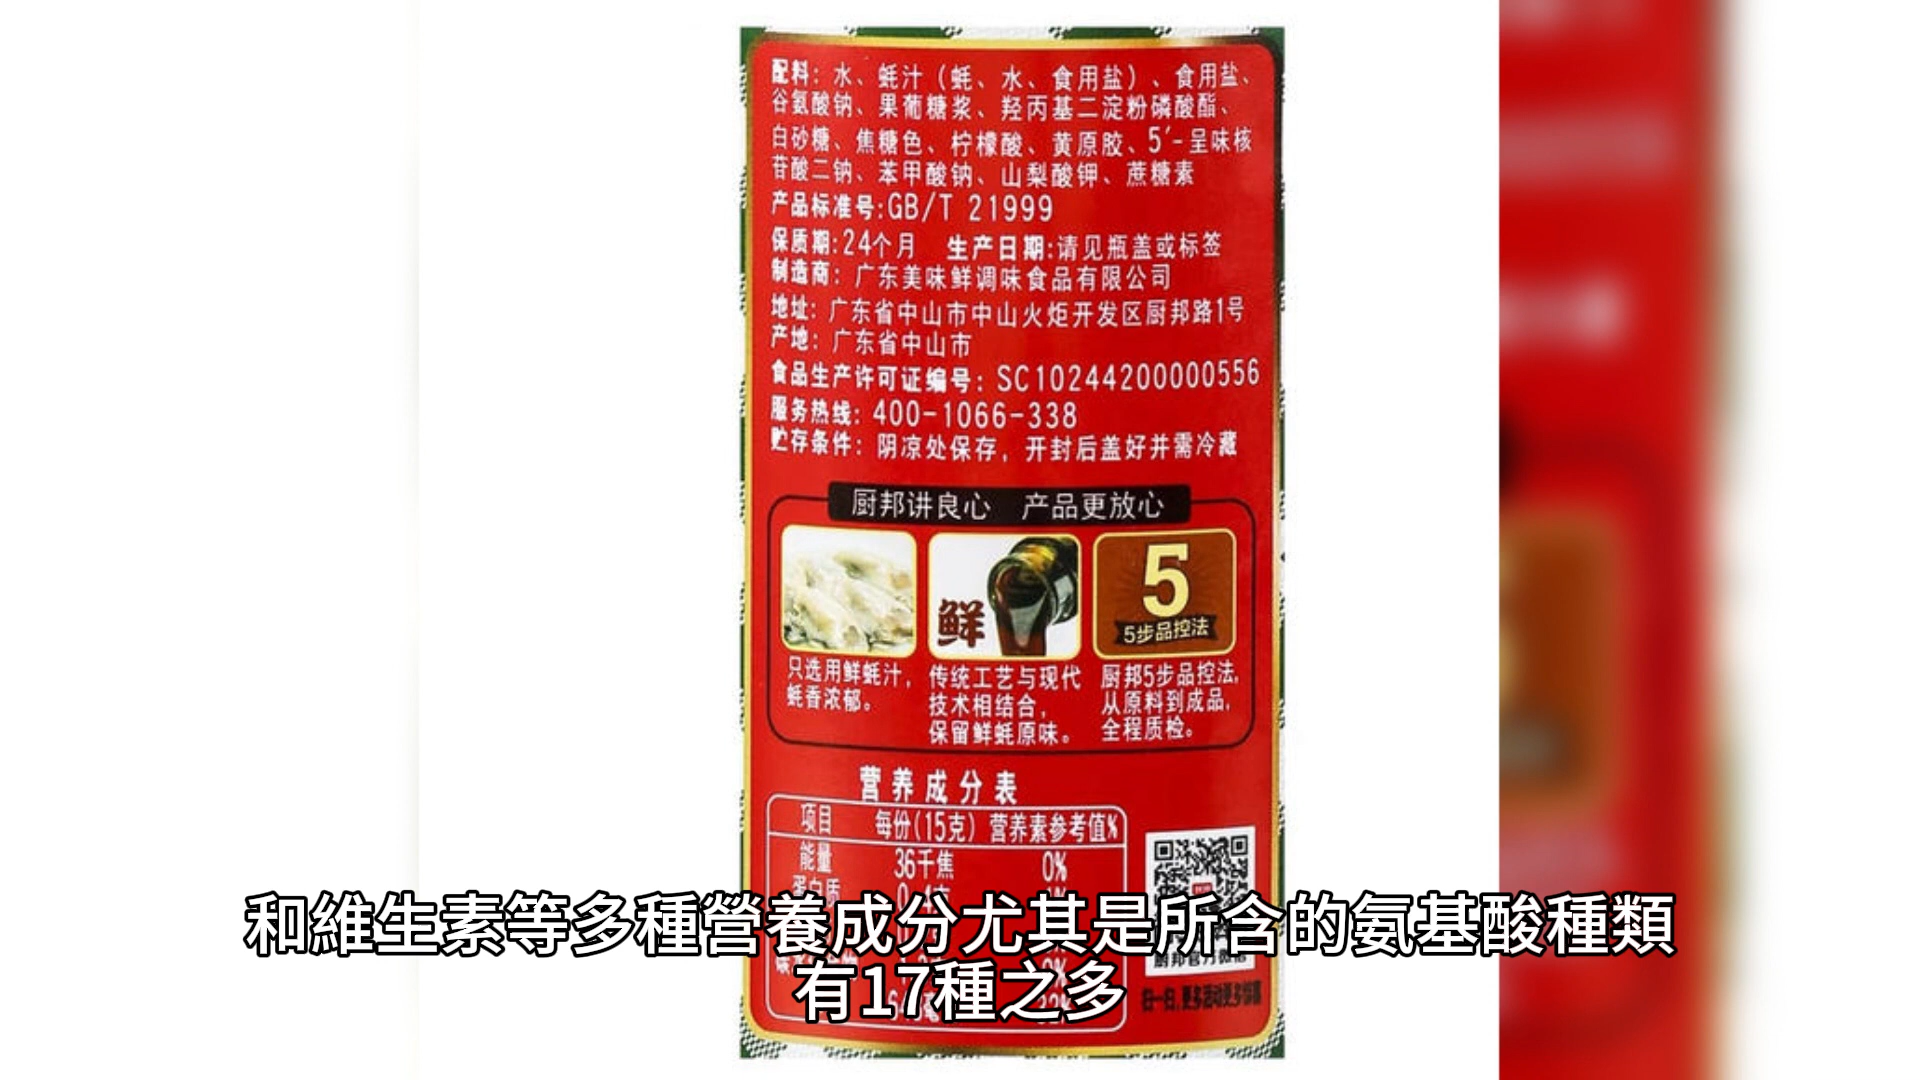 配料：水、蚝汁（蚝、水、食用盐）、食用盐、
谷氨酸钠、果葡糖浆、羟丙基二淀粉磷酸酯、
白砂糖、焦糖色、柠檬酸、黄原胶、5′-呈味核
苷酸二钠、苯甲酸钠、山梨酸钾、蔗糖素
产品标准号:GB/T 21999
保质期:24个月 生产日期:请见瓶盖或标签
制造商：广东美味鲜调味食品有限公司
地址：广东省中山市中山火炬开发区厨邦路1号
产地：广东省中山市
食品生产许可证编号：SC10244200000556
服务热线：400-1066-338
贮存条件：阴凉处保存，开封后盖好并需冷藏
厨邦讲良心 产品更放心
鲜
5
5步品控法
只选用鲜蚝汁，
蚝香浓郁。
传统工艺与现代
技术相结合，
保留鲜蚝原味。
厨邦5步品控法,
从原料到成品,
全程质检。
营养成分表
项目 每份(15克) 营养素参考值%
能量 36千焦 0%
和維生素等多種營養成分尤其是所含的氨基酸種類
有17種之多